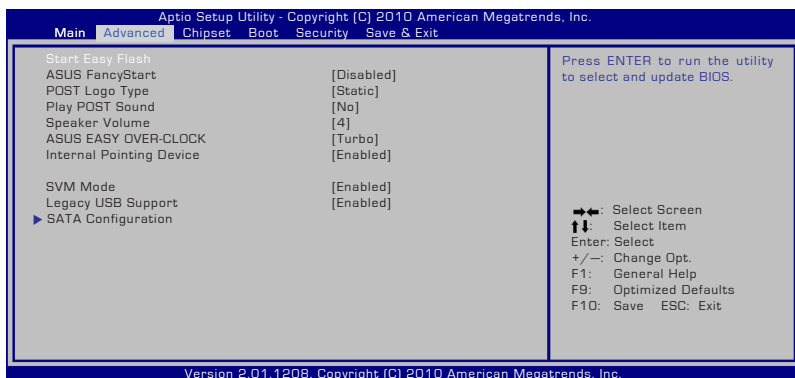 Aptio Setup Utility - Copyright (C) 2010 American Megatrends, Inc.
Main Advanced Chipset Boot Security Save & Exit
Start Easy Flash
ASUS FancyStart [Disabled]
POST Logo Type [Static]
Play POST Sound [No]
Speaker Volume [4]
ASUS EASY OVER-CLOCK [Turbo]
Internal Pointing Device [Enabled]
SVM Mode [Enabled]
Legacy USB Support [Enabled]
SATA Configuration
Press ENTER to run the utility
to select and update BIOS.
→←: Select Screen
↑↓: Select Item
Enter: Select
+/—: Change Opt.
F1: General Help
F9: Optimized Defaults
F10: Save ESC: Exit
Version 2.01.1208. Copyright (C) 2010 American Megatrends, Inc.